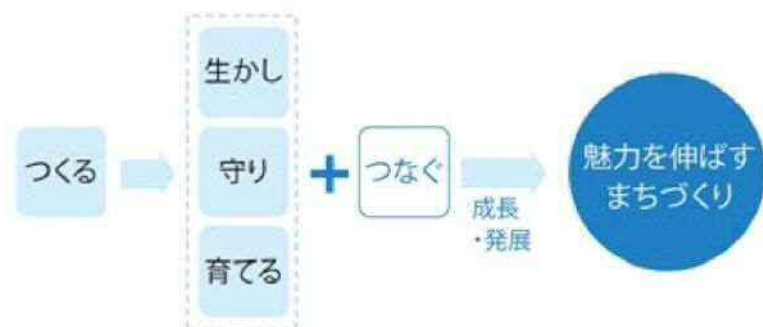 つくる
生かし
守り
育てる
+
つなぐ
成長
・発展
魅力を伸ばす
まちづくり